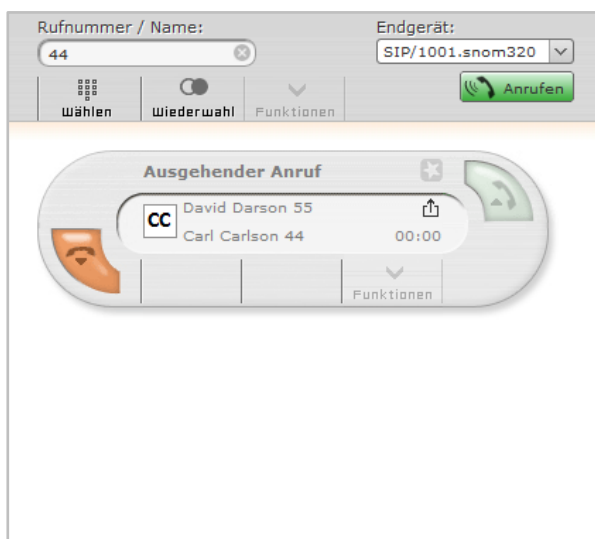 Rufnummer / Name:
Endgerät:
44
SIP/1001.snom320
Wählen
Wiederwahl
Funktionen
Anrufen
Ausgehender Anruf
CC
David Darson 55
Carl Carlson 44
00:00
Funktionen